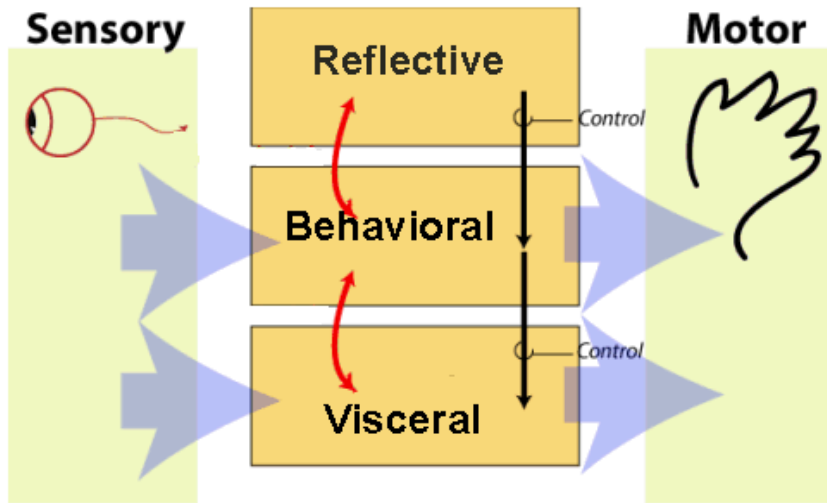 Sensory
Motor
Reflective
Control
Behavioral
Control
Visceral